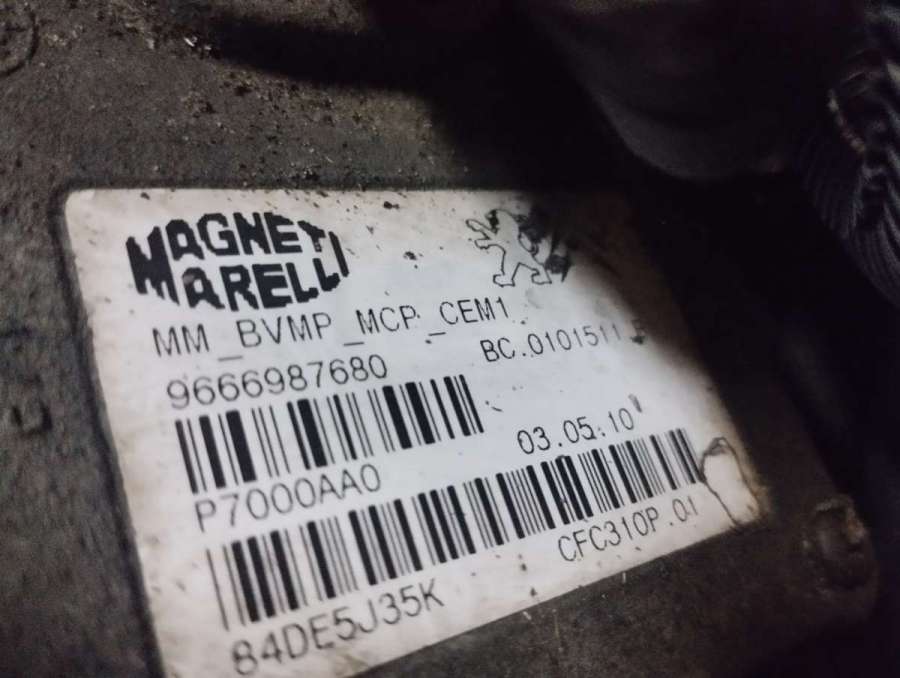 MAGNETI
MARELLI
MM_BVMP_MCP_CEM1
9666987680
BC.0101511
P7000AA0
03.05.10
84DE5J35K
CFC310P.01